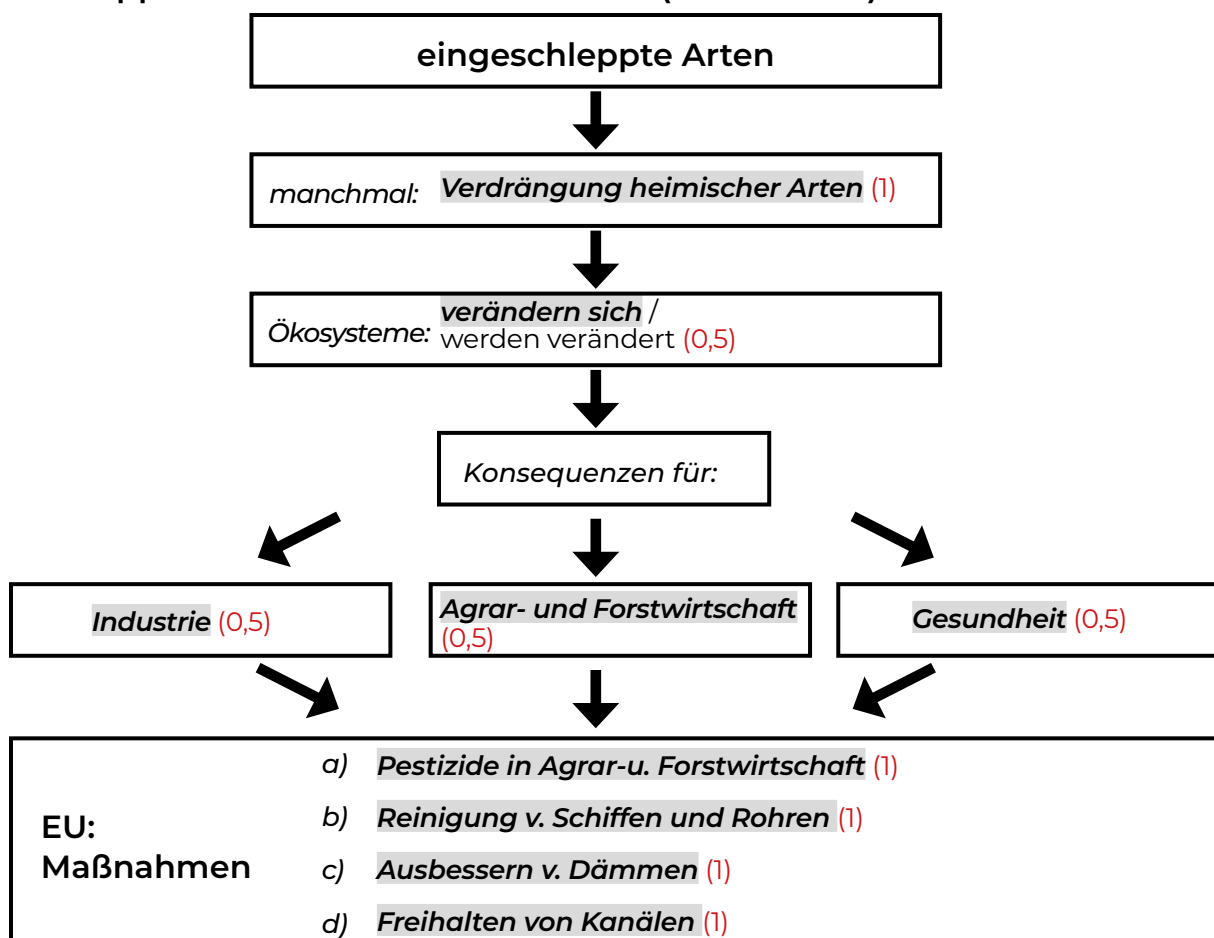 eingeschleppte Arten
manchmal: Verdrängung heimischer Arten (1)
verändern sich /
Ökosysteme: werden verändert (0,5)
Konsequenzen für:
Industrie (0,5)
Agrar- und Forstwirtschaft
(0,5)
Gesundheit (0,5)
EU:
Maßnahmen
a) Pestizide in Agrar-u. Forstwirtschaft (1)
b) Reinigung v. Schiffen und Rohren (1)
c) Ausbessern v. Dämmen (1)
d) Freihalten von Kanälen (1)